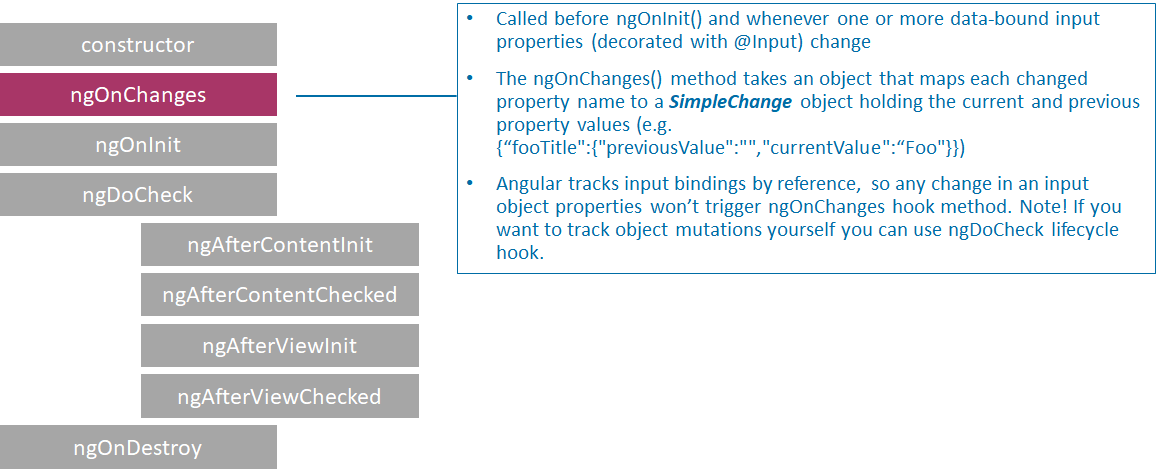 constructor
ngOnChanges
ngOnInit
ngDoCheck
ngAfterContentInit
ngAfterContentChecked
ngAfterViewInit
ngAfterViewChecked
ngOnDestroy
• Called before ngOnInit() and whenever one or more data-bound input
properties (decorated with @Input) change
• The ngOnChanges() method takes an object that maps each changed
property name to a SimpleChange object holding the current and previous
property values (e.g.
{“fooTitle":{"previousValue":"","currentValue":“Foo"}})
• Angular tracks input bindings by reference, so any change in an input
object properties won’t trigger ngOnChanges hook method. Note! If you
want to track object mutations yourself you can use ngDoCheck lifecycle
hook.